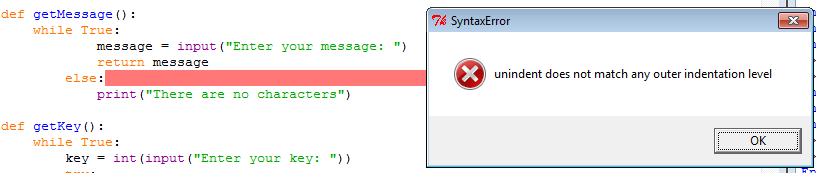 def getMessage():
    while True:
            message = input("Enter your message: ")
            return message
        else:
            print("There are no characters")
def getKey():
    while True:
        key = int(input("Enter your key: "))
SyntaxError
unindent does not match any outer indentation level
OK